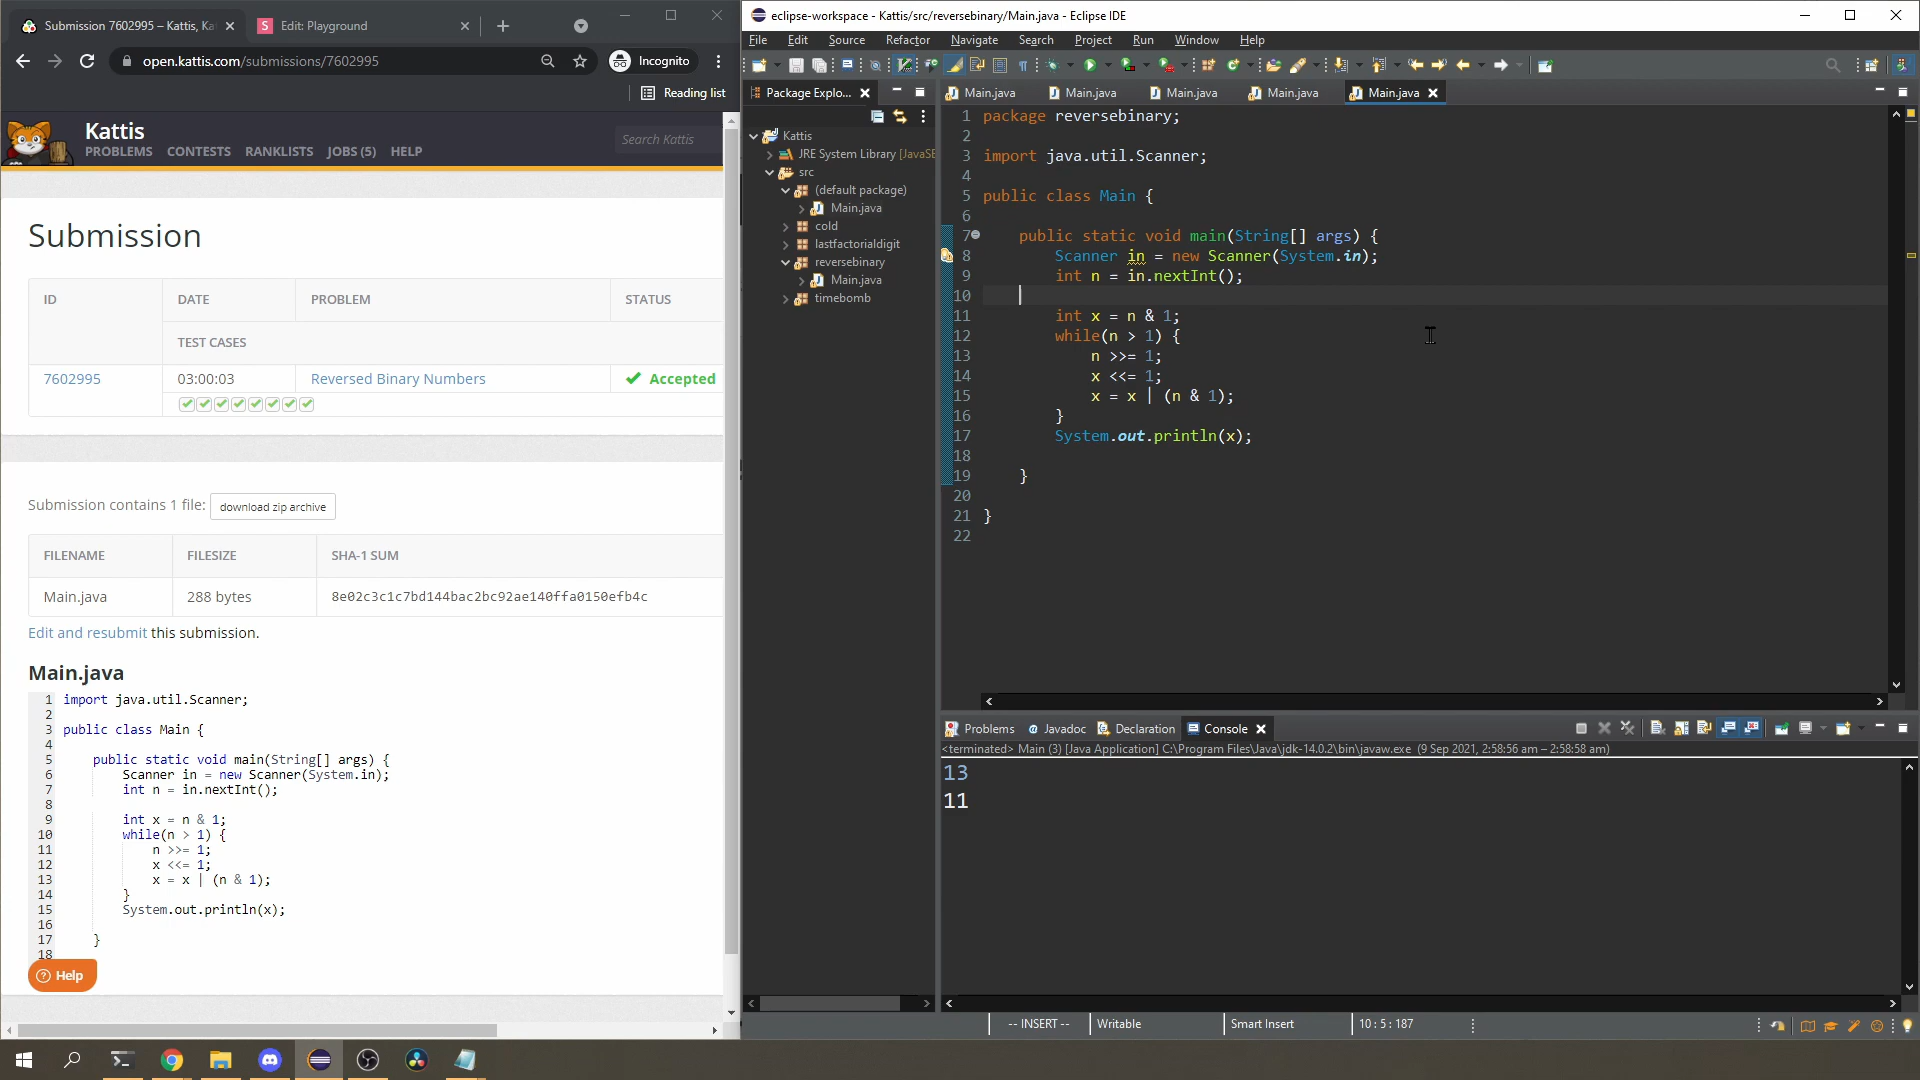 Submission 7602995 – Kattis, Ka
Edit: Playground
open.kattis.com/submissions/7602995
Incognito
Reading list
Kattis
PROBLEMS CONTESTS RANKLISTS JOBS (5) HELP
Search Kattis
Submission
ID DATE PROBLEM STATUS
TEST CASES
7602995 03:00:03 Reversed Binary Numbers Accepted
Submission contains 1 file: download zip archive
FILENAME FILESIZE SHA-1 SUM
Main.java 288 bytes 8e02c3c1c7bd144bac2bc92ae140ffa0150efb4c
Edit and resubmit this submission.
Main.java
1 import java.util.Scanner;
2
3 public class Main {
4
5 public static void main(String[] args) {
6 Scanner in = new Scanner(System.in);
7 int n = in.nextInt();
8
9 int x = n & 1;
10 while(n > 1) {
11 n >>= 1;
12 x <<= 1;
13 x = x | (n & 1);
14 }
15 System.out.println(x);
16
17 }
18
Help
eclipse-workspace - Kattis/src/reversebinary/Main.java - Eclipse IDE
File Edit Source Refactor Navigate Search Project Run Window Help
Package Explo...
Main.java Main.java Main.java Main.java Main.java
Kattis
JRE System Library [JavaSE
src
(default package)
Main.java
cold
lastfactorialdigit
reversebinary
Main.java
timebomb
1 package reversebinary;
2
3 import java.util.Scanner;
4
5 public class Main {
6
7 public static void main(String[] args) {
8 Scanner in = new Scanner(System.in);
9 int n = in.nextInt();
10
11 int x = n & 1;
12 while(n > 1) {
13 n >>= 1;
14 x <<= 1;
15 x = x | (n & 1);
16 }
17 System.out.println(x);
18
19 }
20
21 }
22
Problems Javadoc Declaration Console
<terminated> Main (3) [Java Application] C:\Program Files\Java\jdk-14.0.2\bin\javaw.exe (9 Sep 2021, 2:58:56 am – 2:58:58 am)
13
11
-- INSERT -- Writable Smart Insert 10 : 5 : 187